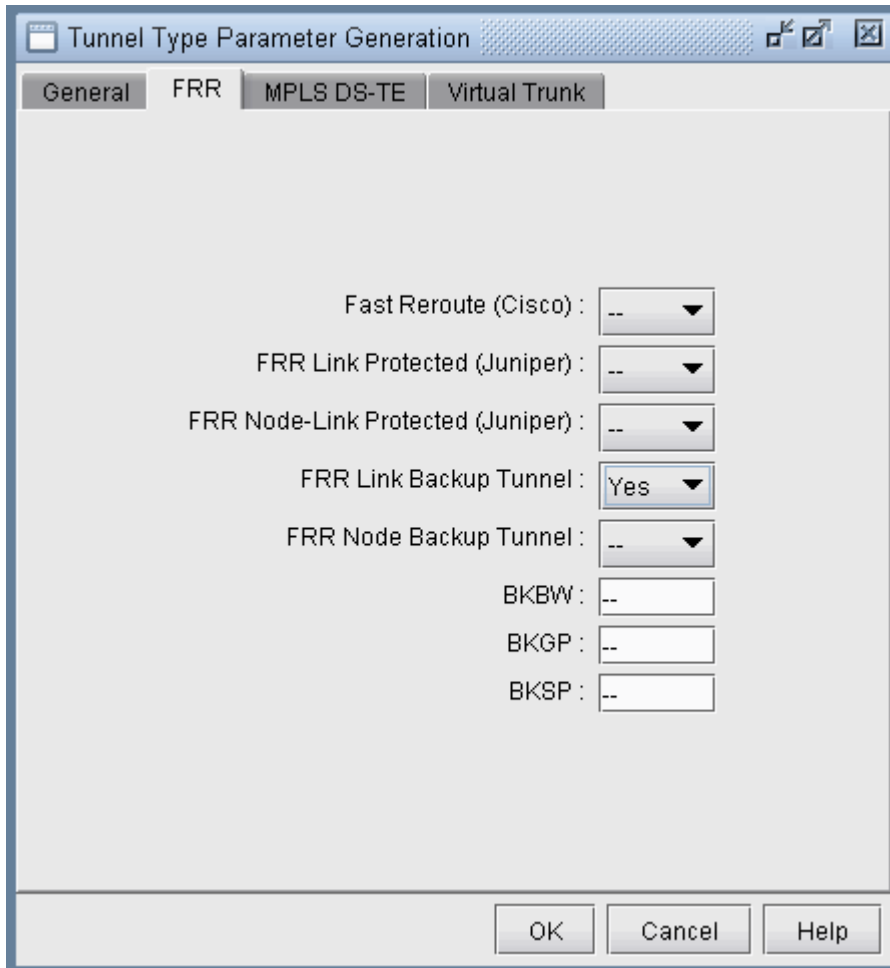 Tunnel Type Parameter Generation
General FRR MPLS DS-TE Virtual Trunk
Fast Reroute (Cisco) : --
FRR Link Protected (Juniper) : --
FRR Node-Link Protected (Juniper) : --
FRR Link Backup Tunnel : Yes
FRR Node Backup Tunnel : --
BKBW : --
BKGP : --
BKSP : --
OK Cancel Help